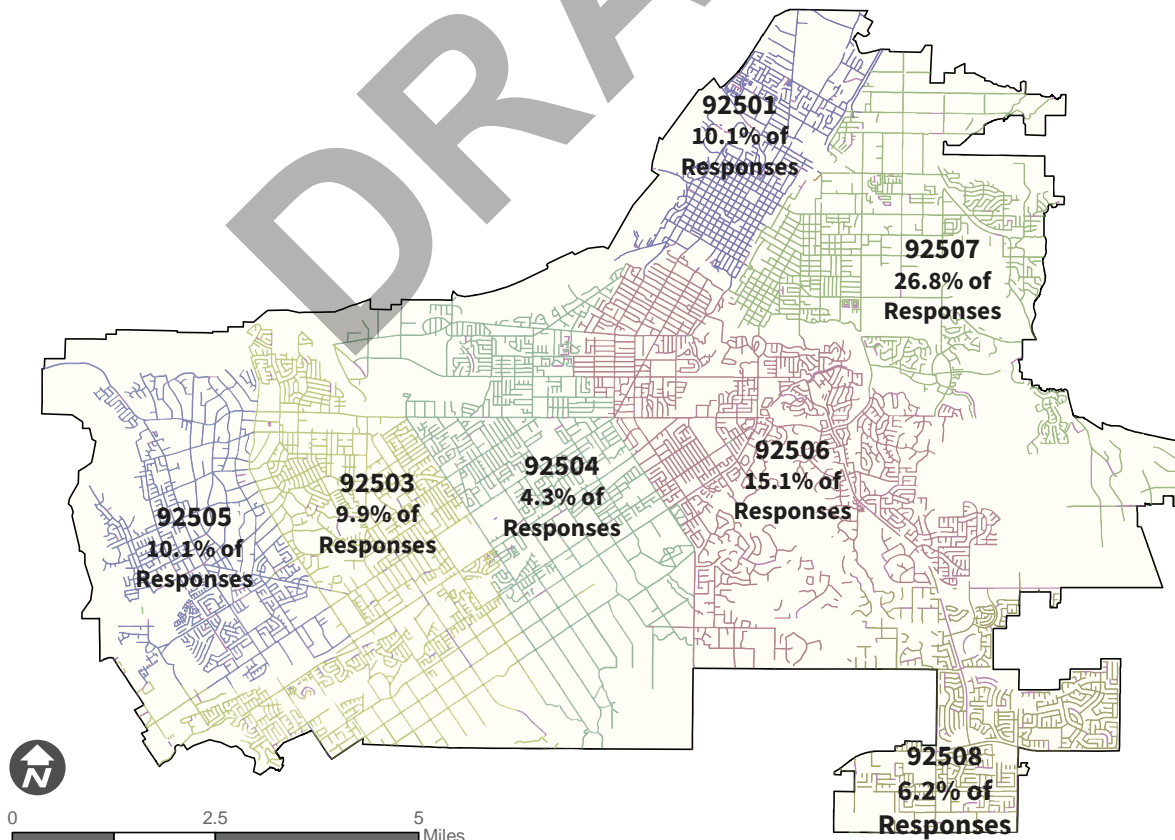 DRA
92501
10.1% of
Responses
92507
26.8% of
Responses
92506
15.1% of
Responses
92504
4.3% of
Responses
92503
9.9% of
Responses
92505
10.1% of
Responses
92508
6.2% of
Responses
N
0 2.5 5
Miles